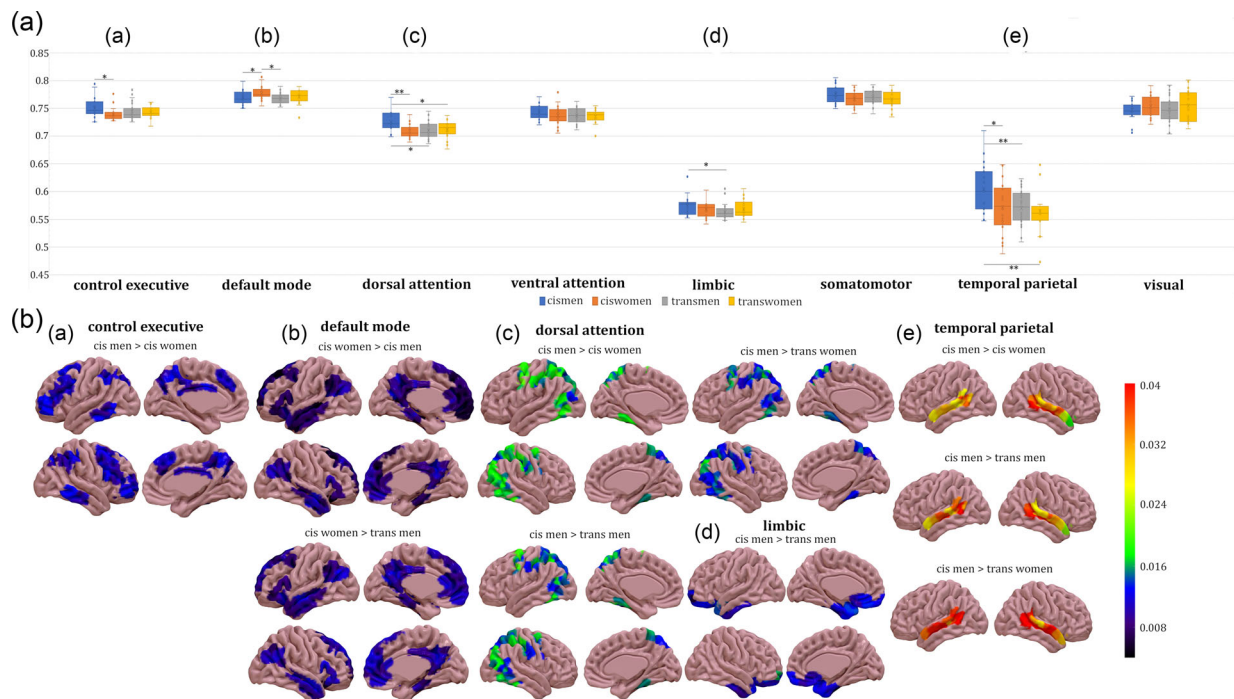 (a)
(a) (b) (c) (d) (e)
0.85
0.8
0.75
0.7
0.65
0.6
0.55
0.5
0.45
* * * ** * * * * ** **
control executive default mode dorsal attention ventral attention limbic somatomotor temporal parietal visual
cismen ciswomen transmen transwomen
(b)
(a) control executive
cis men > cis women
(b) default mode
cis women > cis men
(c) dorsal attention
cis men > cis women cis men > trans women
(e) temporal parietal
cis men > cis women
cis men > trans men
cis men > trans women
cis women > trans men
cis men > trans men
(d) limbic
cis men > trans men
0.04
0.032
0.024
0.016
0.008